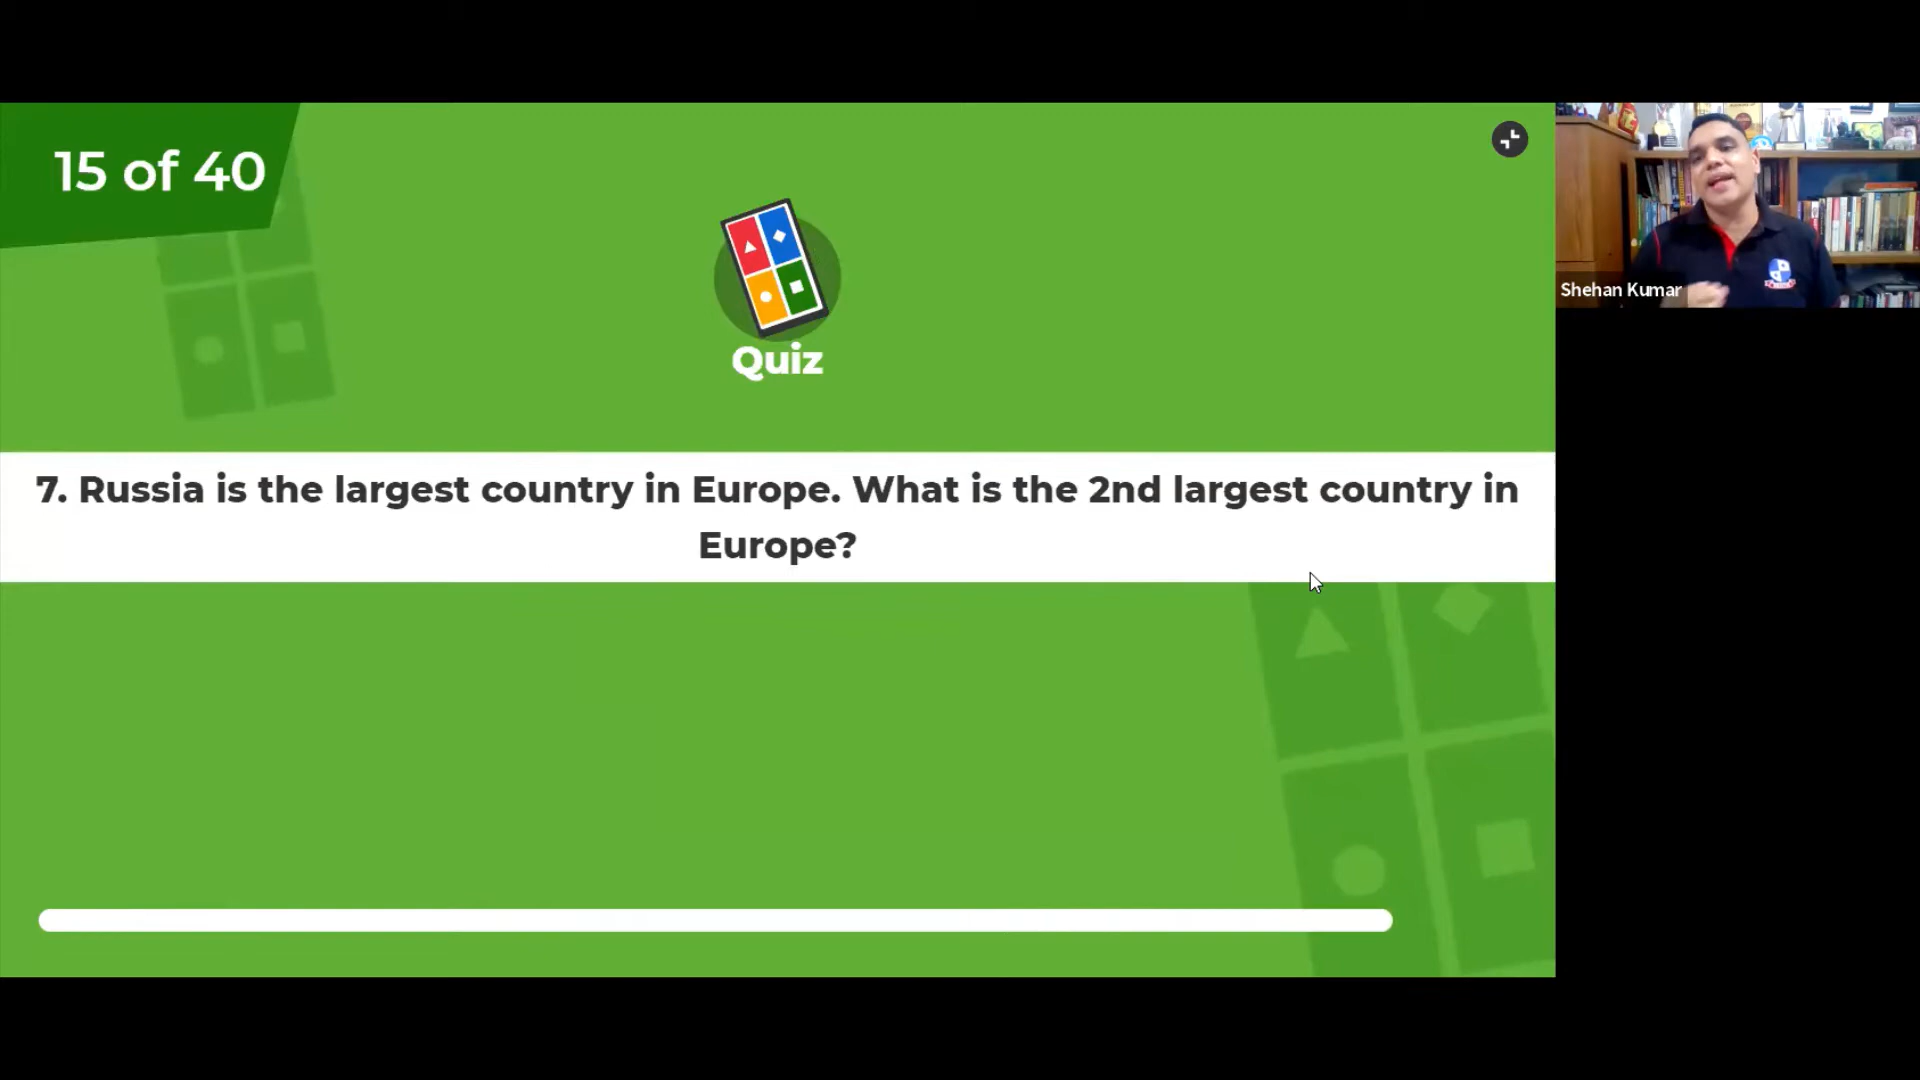 15 of 40
Quiz
7. Russia is the largest country in Europe. What is the 2nd largest country in
Europe?
Shehan Kumar